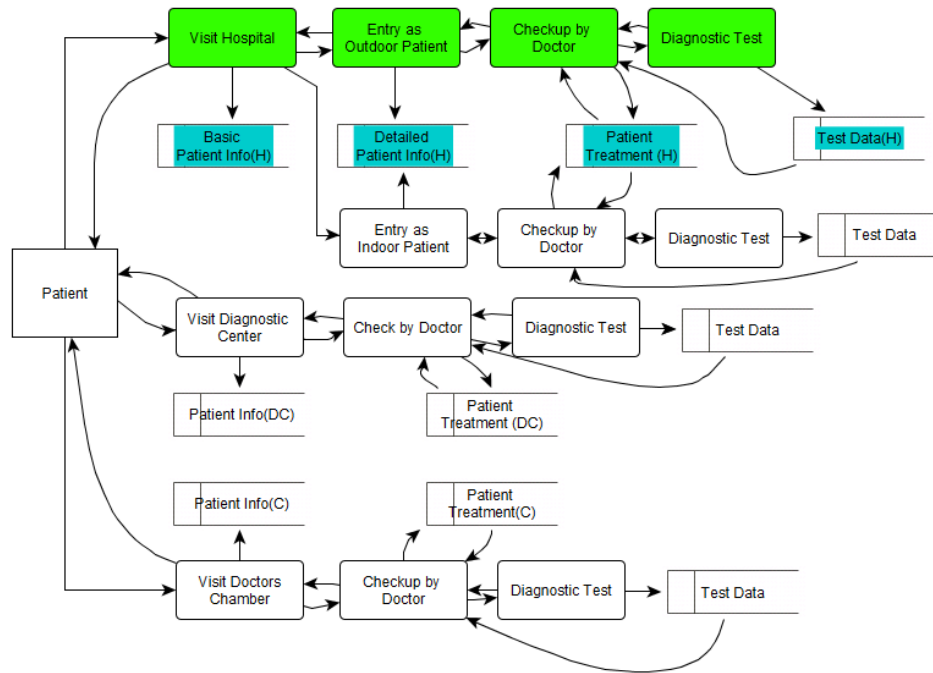 Visit Hospital
Entry as
Outdoor Patient
Checkup by
Doctor
Diagnostic Test
Basic
Patient Info(H)
Detailed
Patient Info(H)
Patient
Treatment (H)
Test Data(H)
Entry as
Indoor Patient
Checkup by
Doctor
Diagnostic Test
Test Data
Patient
Visit Diagnostic
Center
Check by Doctor
Diagnostic Test
Test Data
Patient Info(DC)
Patient
Treatment (DC)
Patient Info(C)
Patient
Treatment(C)
Visit Doctors
Chamber
Checkup by
Doctor
Diagnostic Test
Test Data